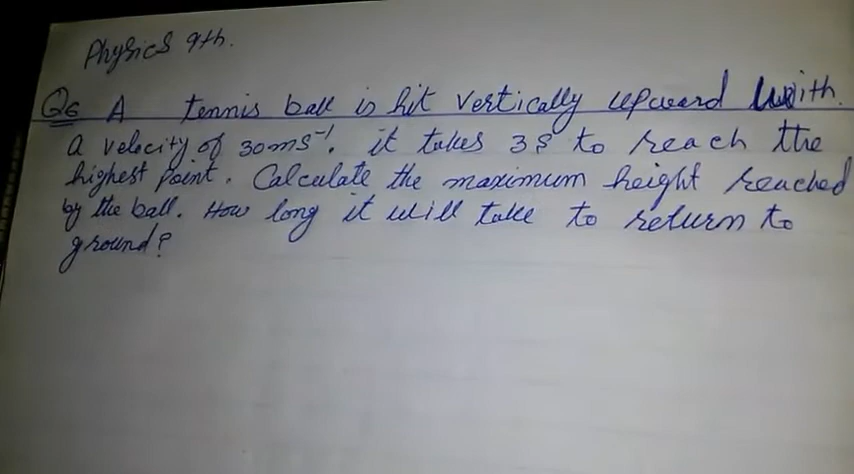 Physics 9th.
Q6 A tennis ball is hit vertically upward with.
a velocity of 30ms⁻¹. it takes 3s to reach the
highest point. Calculate the maximum height reached
by the ball. How long it will take to return to
ground?